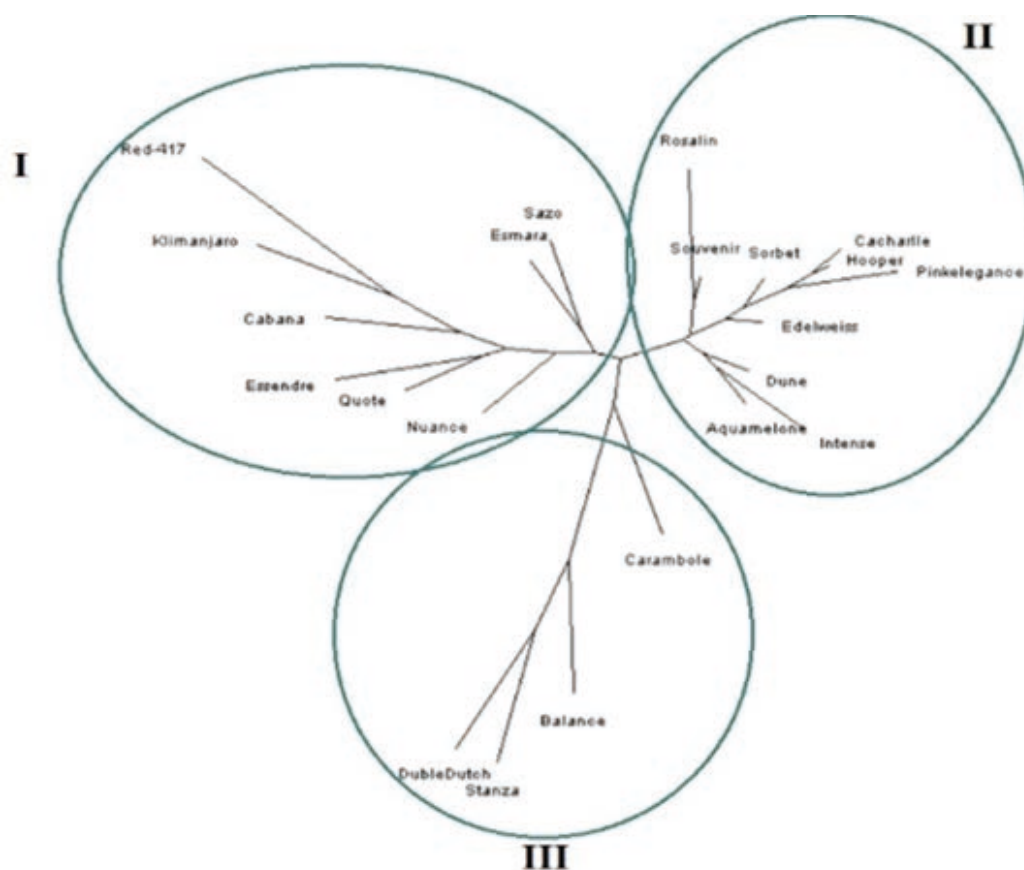 II
I
Red-417
Klimanjaro
Cabana
Essendre
Quote
Nuance
Sazo
Esmara
Rosalin
Souvenir
Sorbet
Cacharlle
Hooper
Pinkelegance
Edelweiss
Dune
Aquamelone
Intense
Carambole
Balance
DubleDutch
Stanza
III